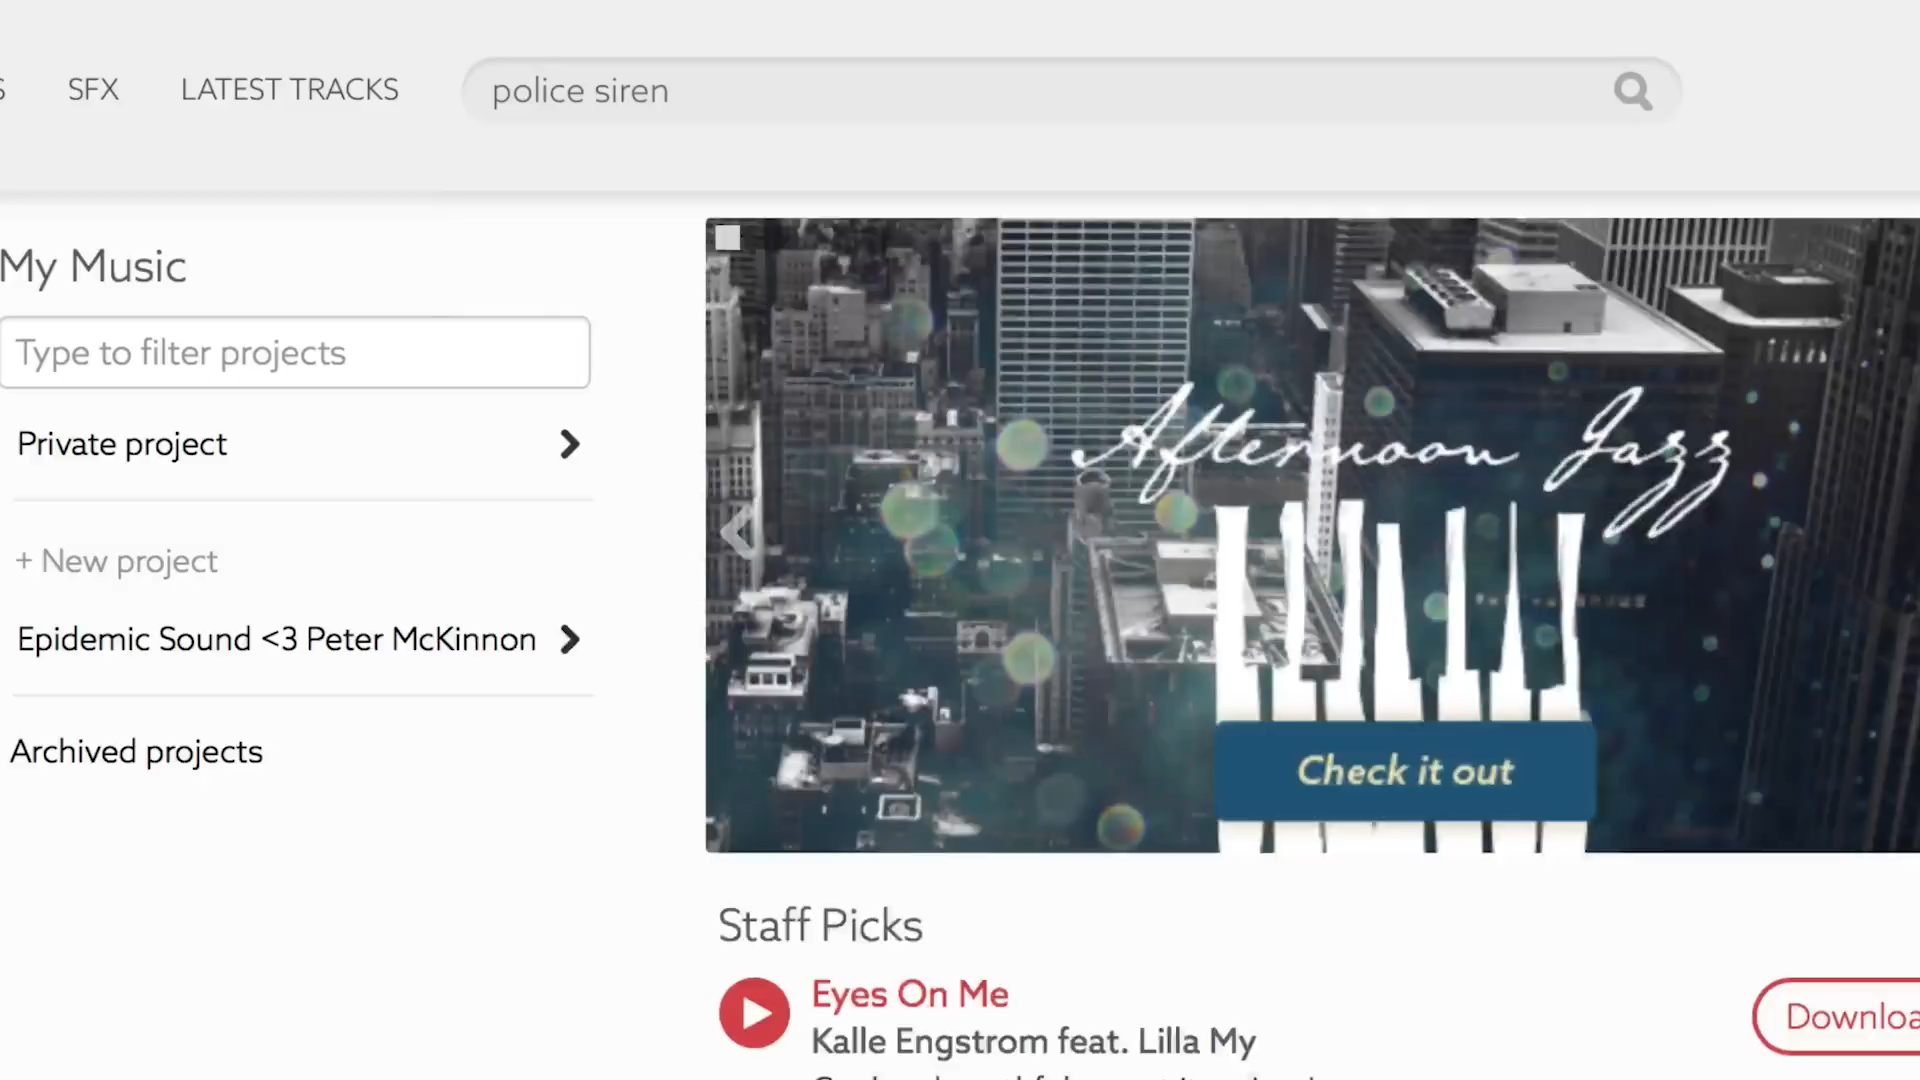 SFX
LATEST TRACKS
police siren
My Music
Type to filter projects
Private project
+ New project
Epidemic Sound <3 Peter McKinnon
Archived projects
Afternoon Jazz
Check it out
Staff Picks
Eyes On Me
Kalle Engstrom feat. Lilla My